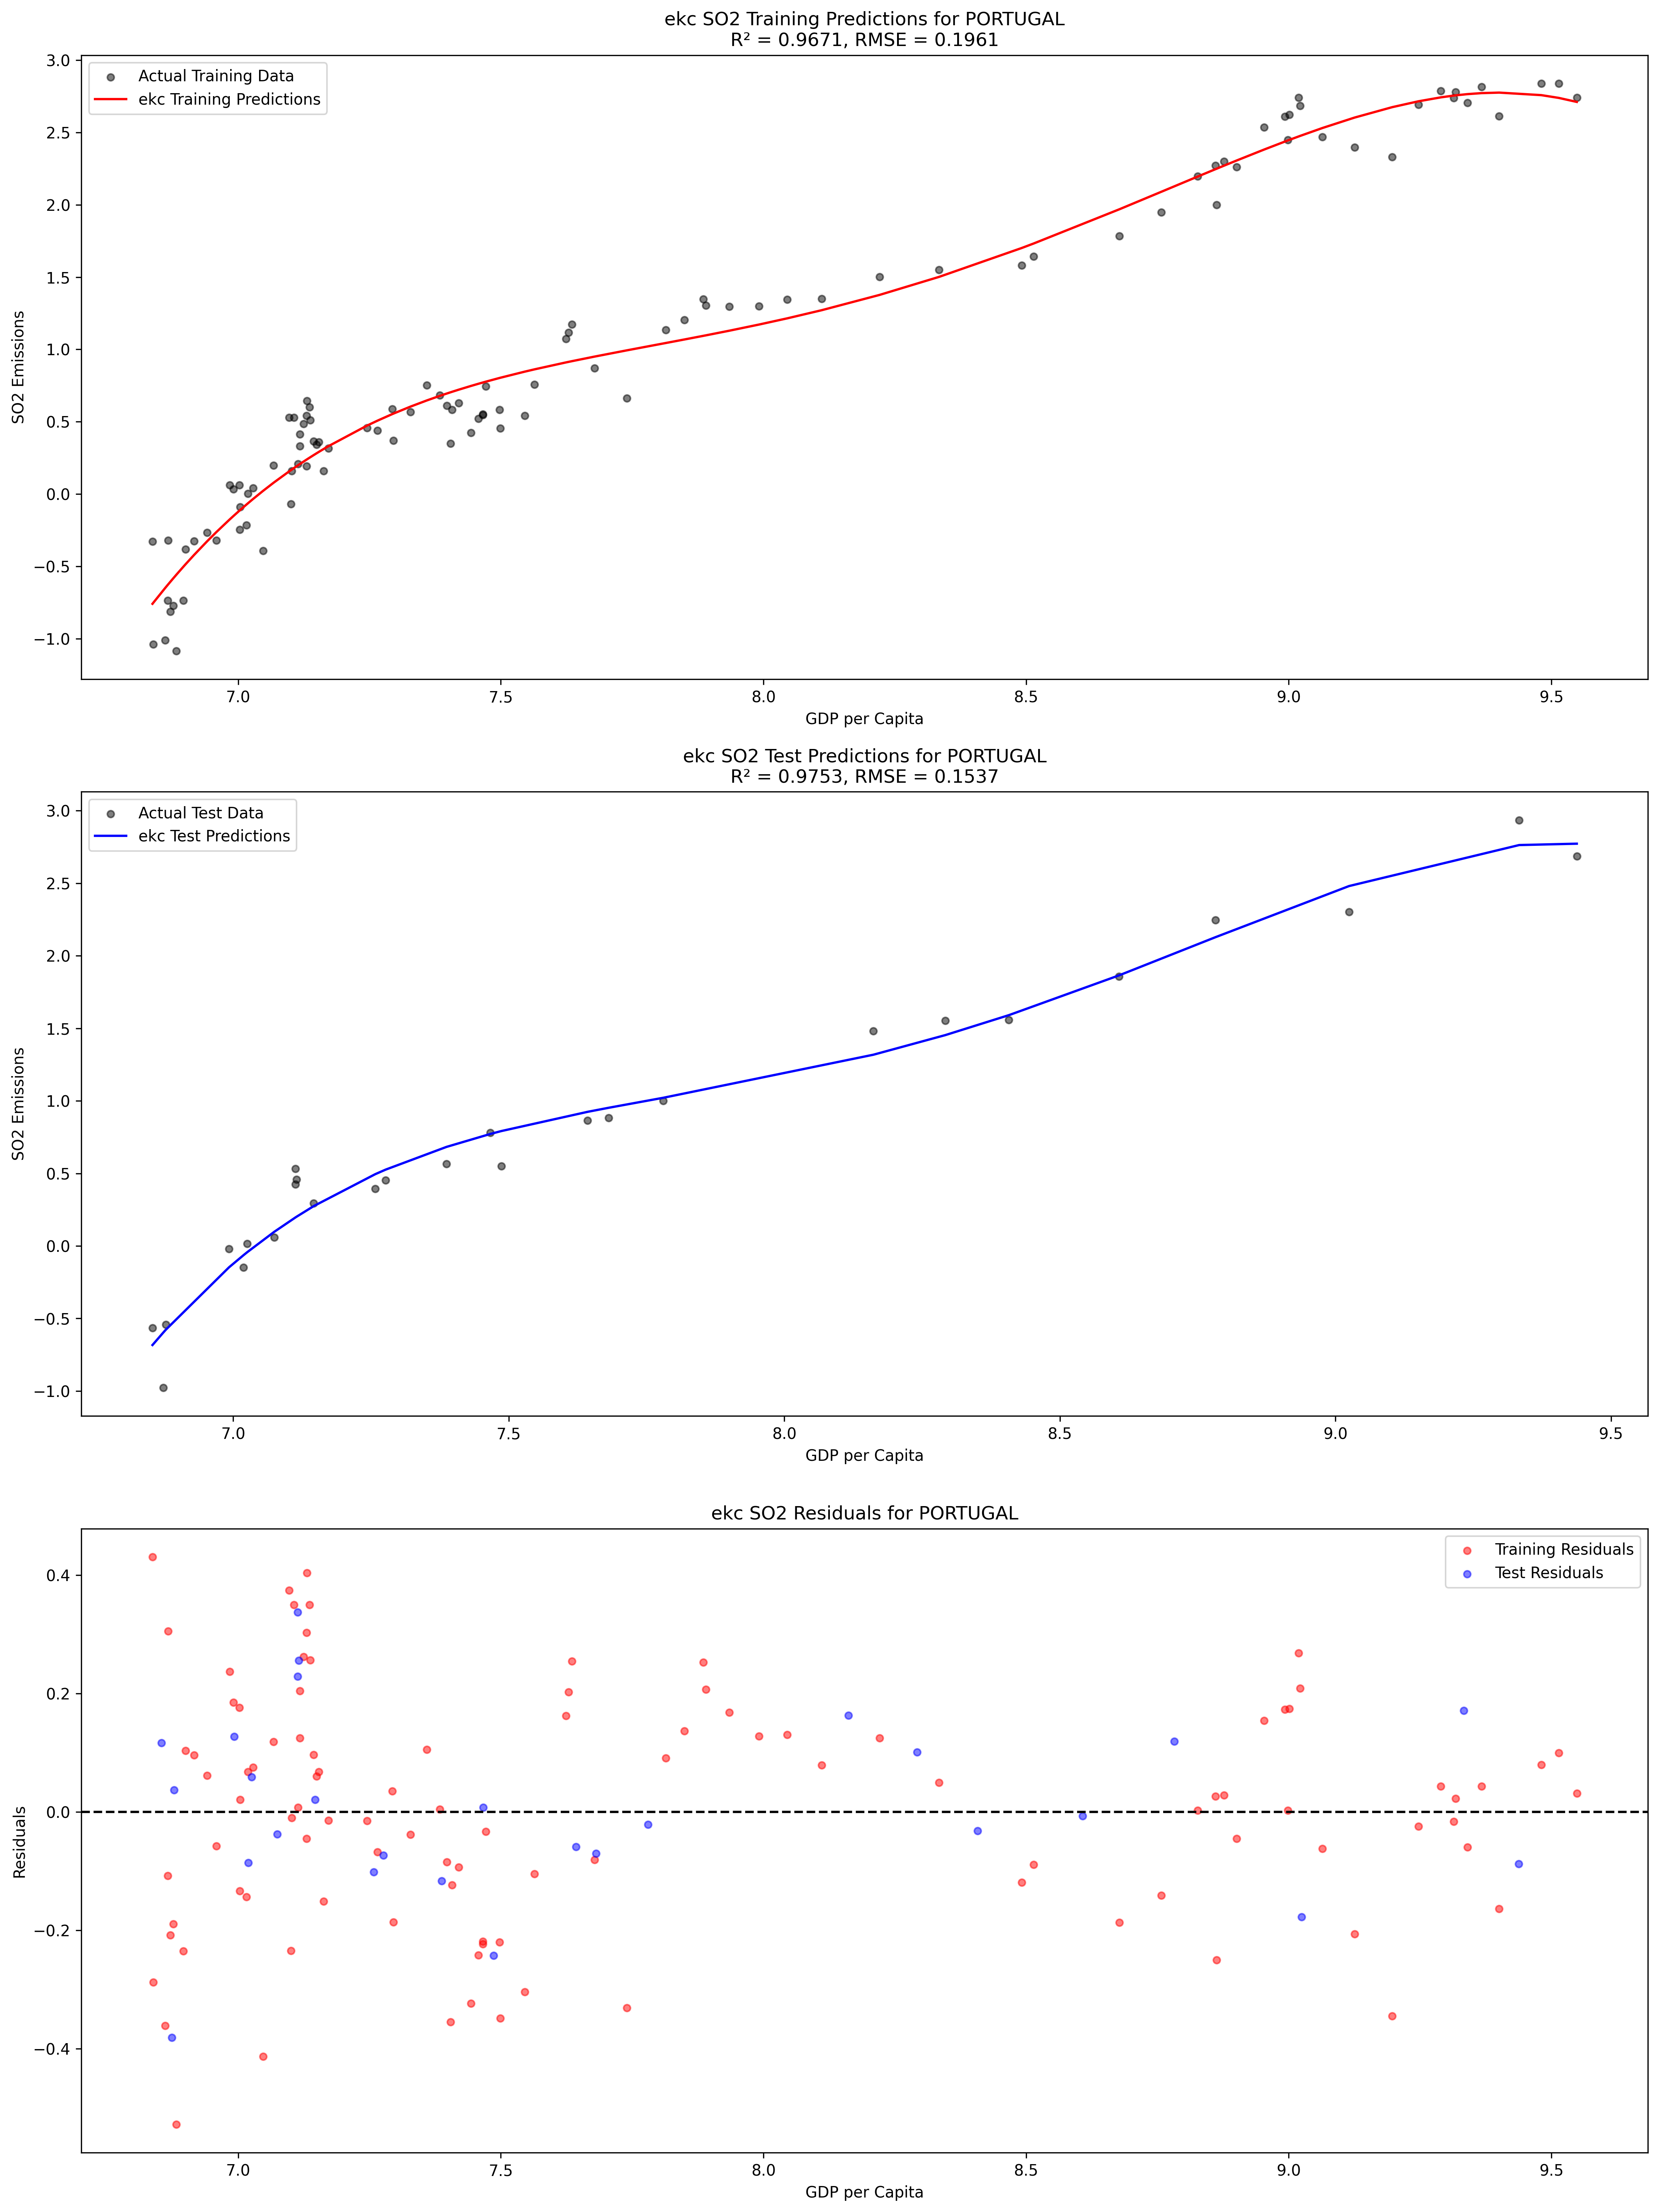 ekc SO2 Training Predictions for PORTUGAL
R² = 0.9671, RMSE = 0.1961
Actual Training Data
ekc Training Predictions
3.0
2.5
2.0
1.5
1.0
0.5
0.0
−0.5
−1.0
SO2 Emissions
7.0 7.5 8.0 8.5 9.0 9.5
GDP per Capita
ekc SO2 Test Predictions for PORTUGAL
R² = 0.9753, RMSE = 0.1537
Actual Test Data
ekc Test Predictions
3.0
2.5
2.0
1.5
1.0
0.5
0.0
−0.5
−1.0
SO2 Emissions
7.0 7.5 8.0 8.5 9.0 9.5
GDP per Capita
ekc SO2 Residuals for PORTUGAL
Training Residuals
Test Residuals
0.4
0.2
0.0
−0.2
−0.4
Residuals
7.0 7.5 8.0 8.5 9.0 9.5
GDP per Capita